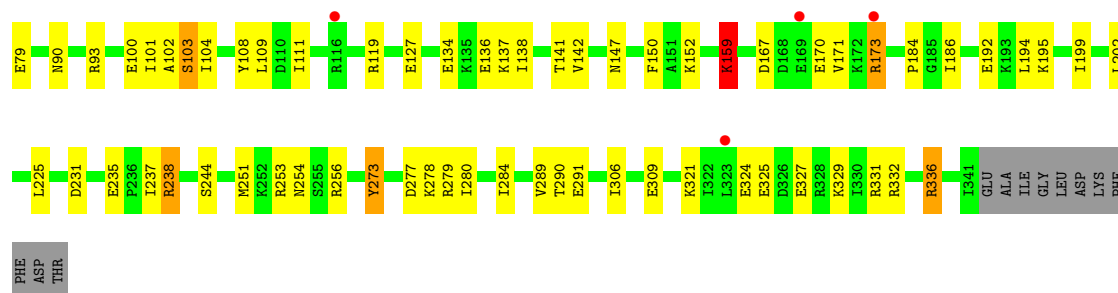 E79 N90 R93 E100 I101 A102 S103 I104 Y108 L109 D110 I111 R116 R119 E127 E134 K135 E136 K137 I138 T141 V142 N147 F150 A151 K152 K159 D167 D168 E169 E170 V171 K172 R173 P184 G185 I186 E192 K193 L194 K195 I199 L202
L225 D231 E235 P236 I237 R238 S244 M251 K252 R253 N254 S255 R256 Y273 D277 K278 R279 I280 I284 V289 T290 E291 I306 E309 K321 I322 L323 E324 E325 D326 E327 R328 K329 I330 R331 R332 R336 I341 GLU ALA ILE GLY LEU ASP LYS PHE
PHE ASP THR